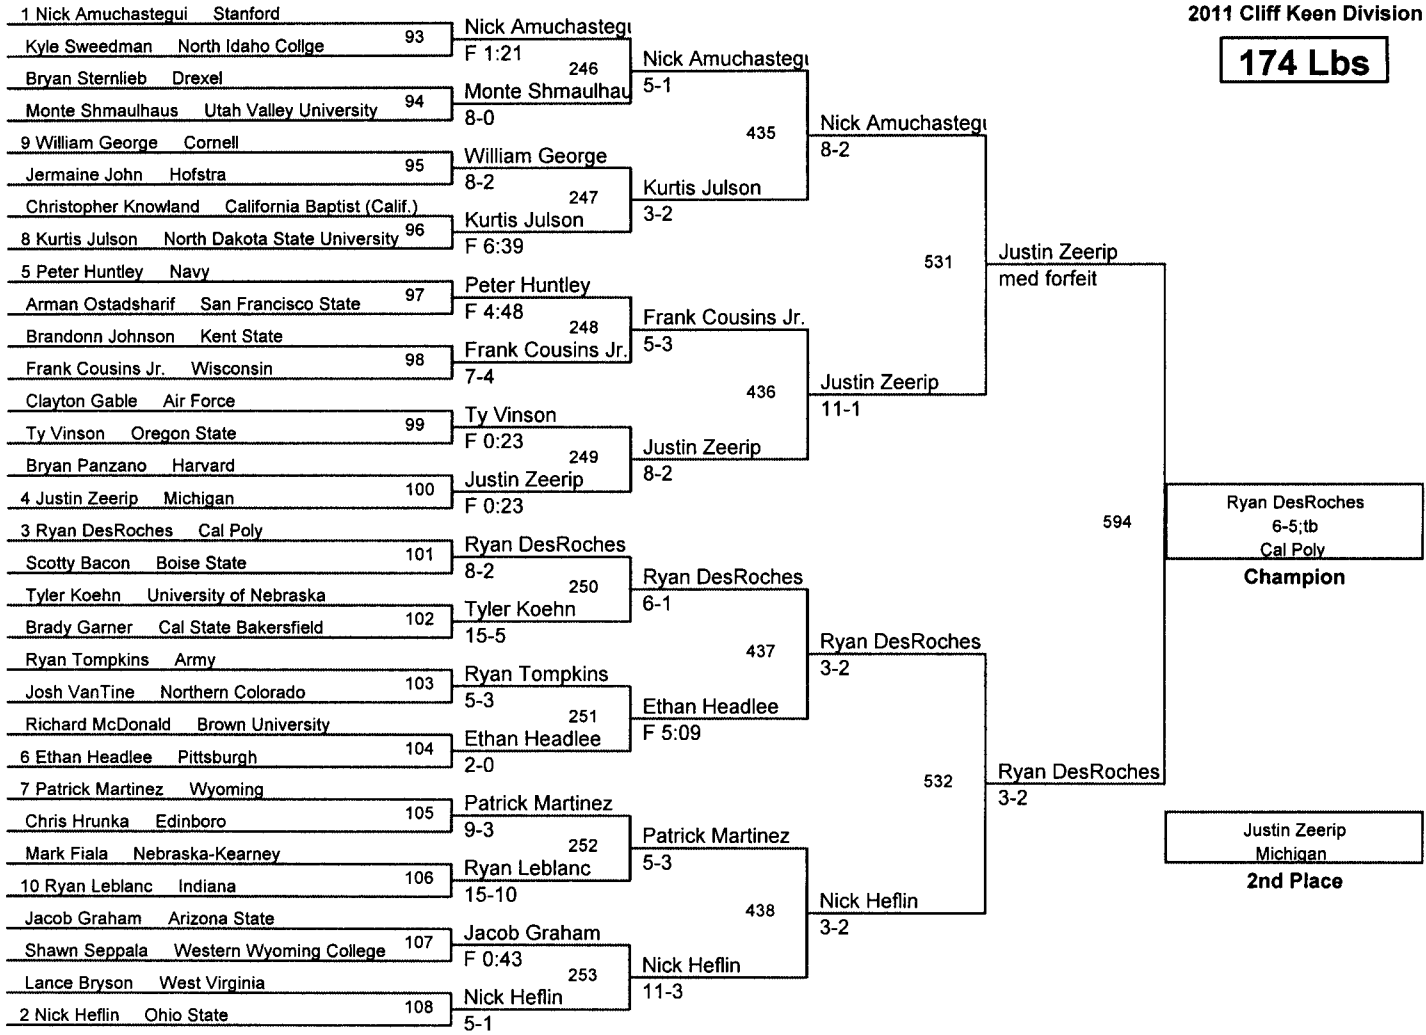 2011 Cliff Keen Division
174 Lbs
1 Nick Amuchastegui Stanford
93
Kyle Sweedman North Idaho Collge
Bryan Sternlieb Drexel
94
Monte Shmaulhaus Utah Valley University
9 William George Cornell
95
Jermaine John Hofstra
Christopher Knowland California Baptist (Calif.)
96
8 Kurtis Julson North Dakota State University
5 Peter Huntley Navy
97
Arman Ostadsharif San Francisco State
Brandonn Johnson Kent State
98
Frank Cousins Jr. Wisconsin
Clayton Gable Air Force
99
Ty Vinson Oregon State
Bryan Panzano Harvard
100
4 Justin Zeerip Michigan
3 Ryan DesRoches Cal Poly
101
Scotty Bacon Boise State
Tyler Koehn University of Nebraska
102
Brady Garner Cal State Bakersfield
Ryan Tompkins Army
103
Josh VanTine Northern Colorado
Richard McDonald Brown University
104
6 Ethan Headlee Pittsburgh
7 Patrick Martinez Wyoming
105
Chris Hrunka Edinboro
Mark Fiala Nebraska-Kearney
106
10 Ryan Leblanc Indiana
Jacob Graham Arizona State
107
Shawn Seppala Western Wyoming College
Lance Bryson West Virginia
108
2 Nick Heflin Ohio State
Nick Amuchastegu
F 1:21
246
Monte Shmaulhau
8-0
William George
8-2
247
Kurtis Julson
F 6:39
Peter Huntley
F 4:48
248
Frank Cousins Jr.
7-4
Ty Vinson
F 0:23
249
Justin Zeerip
F 0:23
Ryan DesRoches
8-2
250
Tyler Koehn
15-5
Ryan Tompkins
5-3
251
Ethan Headlee
2-0
Patrick Martinez
9-3
252
Ryan Leblanc
15-10
Jacob Graham
F 0:43
253
Nick Heflin
5-1
Nick Amuchastegu
5-1
435
Kurtis Julson
3-2
Frank Cousins Jr.
5-3
436
Justin Zeerip
8-2
Ryan DesRoches
6-1
437
Ethan Headlee
F 5:09
Patrick Martinez
5-3
438
Nick Heflin
11-3
Nick Amuchastegu
8-2
531
Justin Zeerip
11-1
Ryan DesRoches
3-2
532
Nick Heflin
3-2
Justin Zeerip
med forfeit
594
Ryan DesRoches
3-2
Ryan DesRoches
6-5;tb
Cal Poly
Champion
Justin Zeerip
Michigan
2nd Place